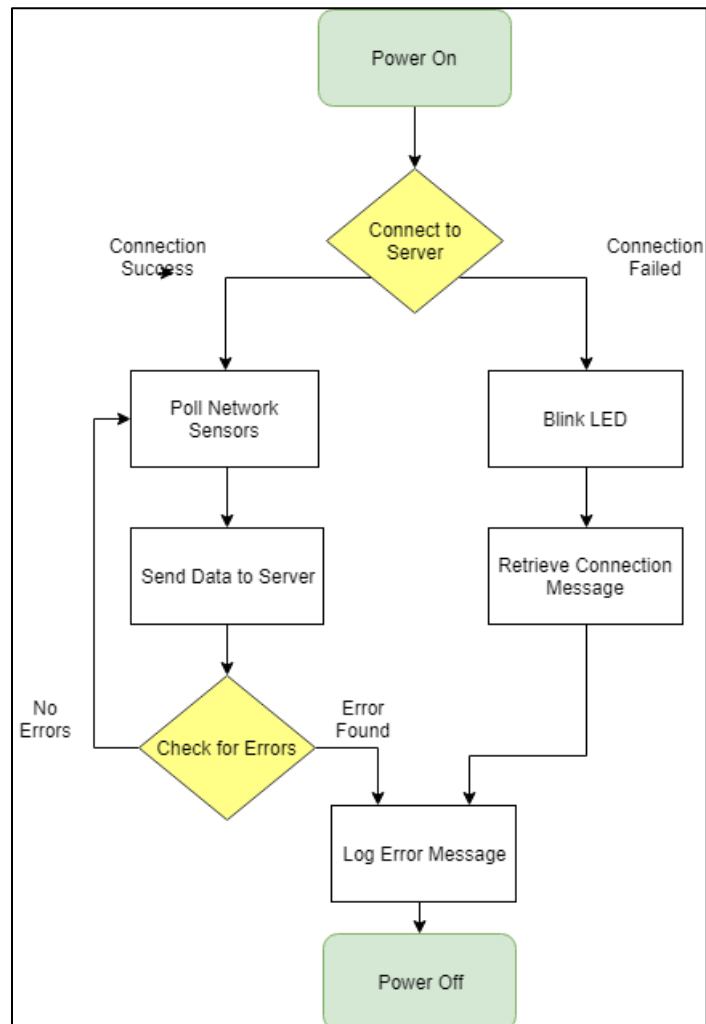 Power On
Connect to
Server
Connection
Success
Connection
Failed
Poll Network
Sensors
Blink LED
Send Data to Server
Retrieve Connection
Message
No
Errors
Check for Errors
Error
Found
Log Error Message
Power Off